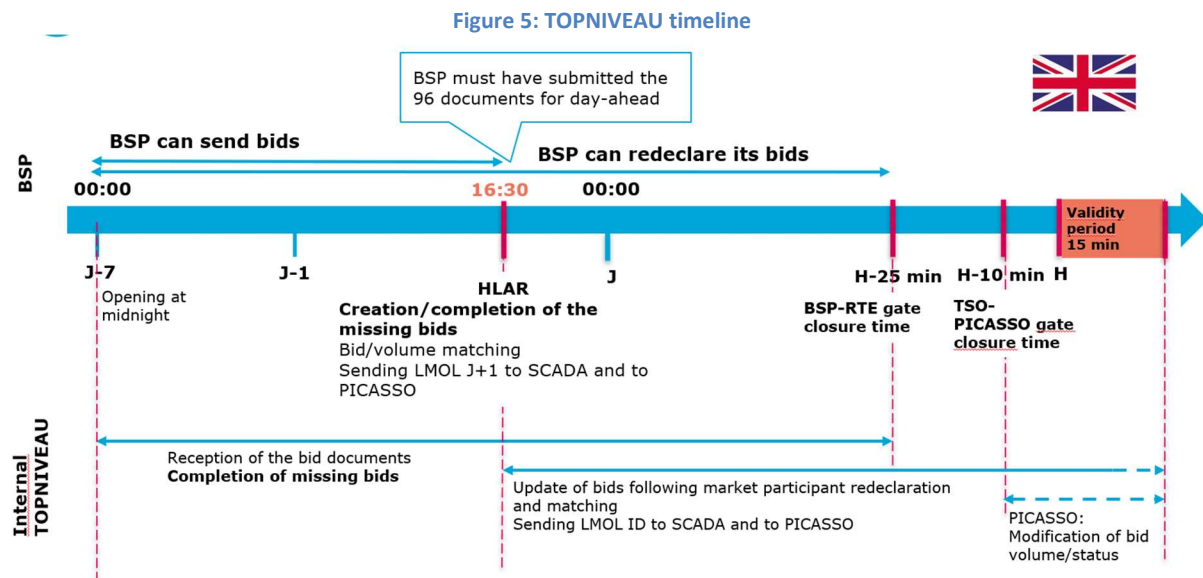 Figure 5: TOPNIVEAU timeline
BSP must have submitted the
96 documents for day-ahead
BSP can send bids
BSP can redeclare its bids
BSP
00:00
16:30
00:00
Validity
period
15 min
J-7
J-1
HLAR
J
H-25 min
H-10 min
H
Opening at
midnight
Creation/completion of the
missing bids
Bid/volume matching
Sending LMOL J+1 to SCADA and to
PICASSO
BSP-RTE gate
closure time
TSO-
PICASSO gate
closure time
Internal
TOPNIVEAU
Reception of the bid documents
Completion of missing bids
Update of bids following market participant redeclaration
and matching
Sending LMOL ID to SCADA and to PICASSO
PICASSO:
Modification of bid
volume/status